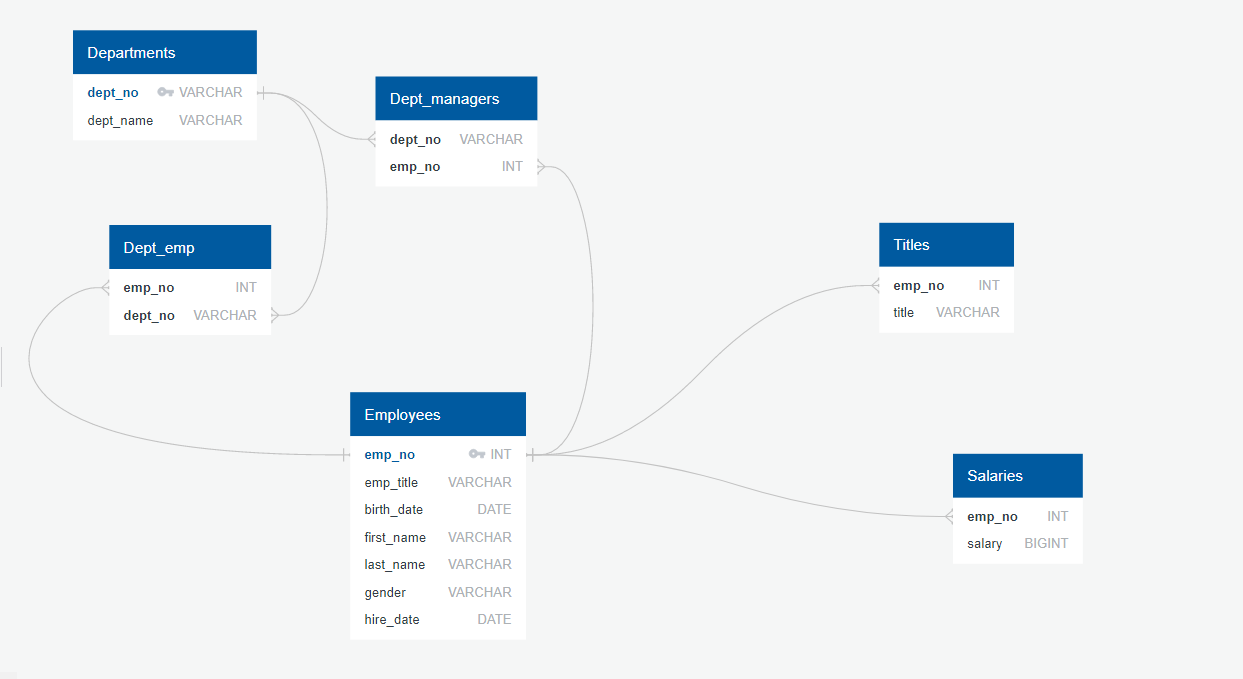 Departments
dept_no VARCHAR
dept_name VARCHAR
Dept_managers
dept_no VARCHAR
emp_no INT
Dept_emp
emp_no INT
dept_no VARCHAR
Titles
emp_no INT
title VARCHAR
Employees
emp_no INT
emp_title VARCHAR
birth_date DATE
first_name VARCHAR
last_name VARCHAR
gender VARCHAR
hire_date DATE
Salaries
emp_no INT
salary BIGINT